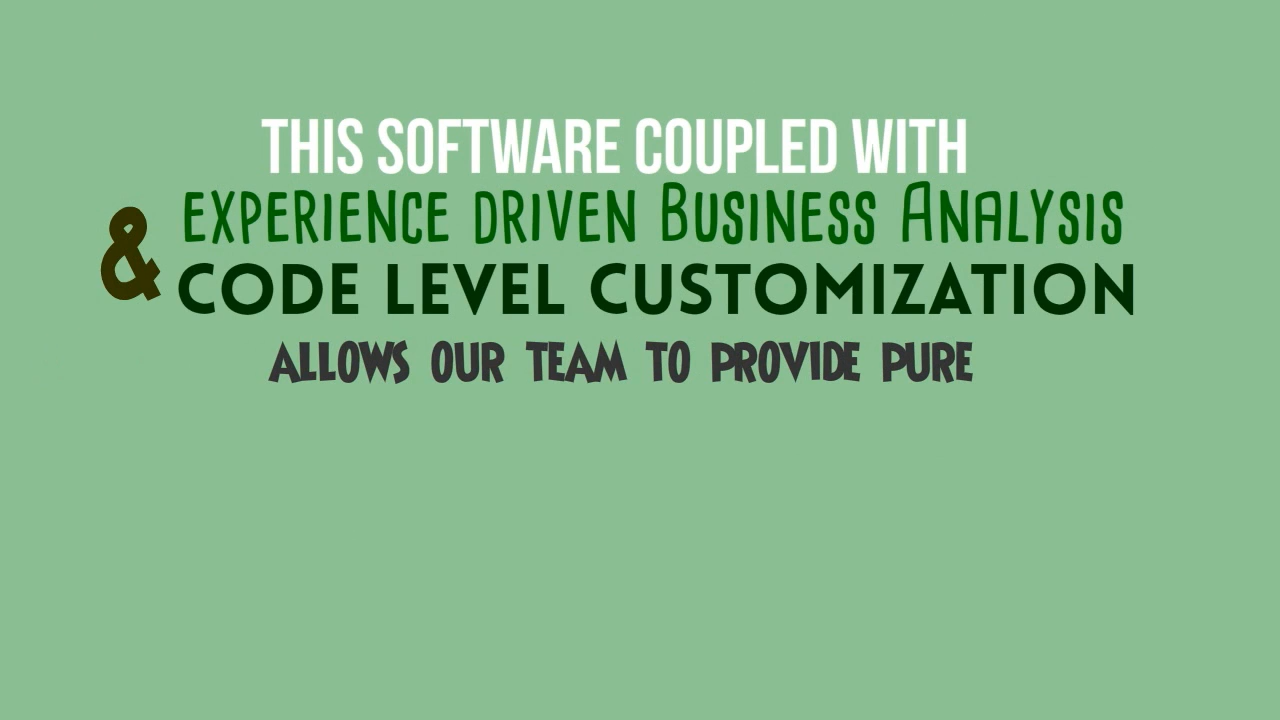 THIS SOFTWARE COUPLED WITH
EXPERIENCE DRIVEN BUSINESS ANALYSIS
& CODE LEVEL CUSTOMIZATION
ALLOWS OUR TEAM TO PROVIDE PURE